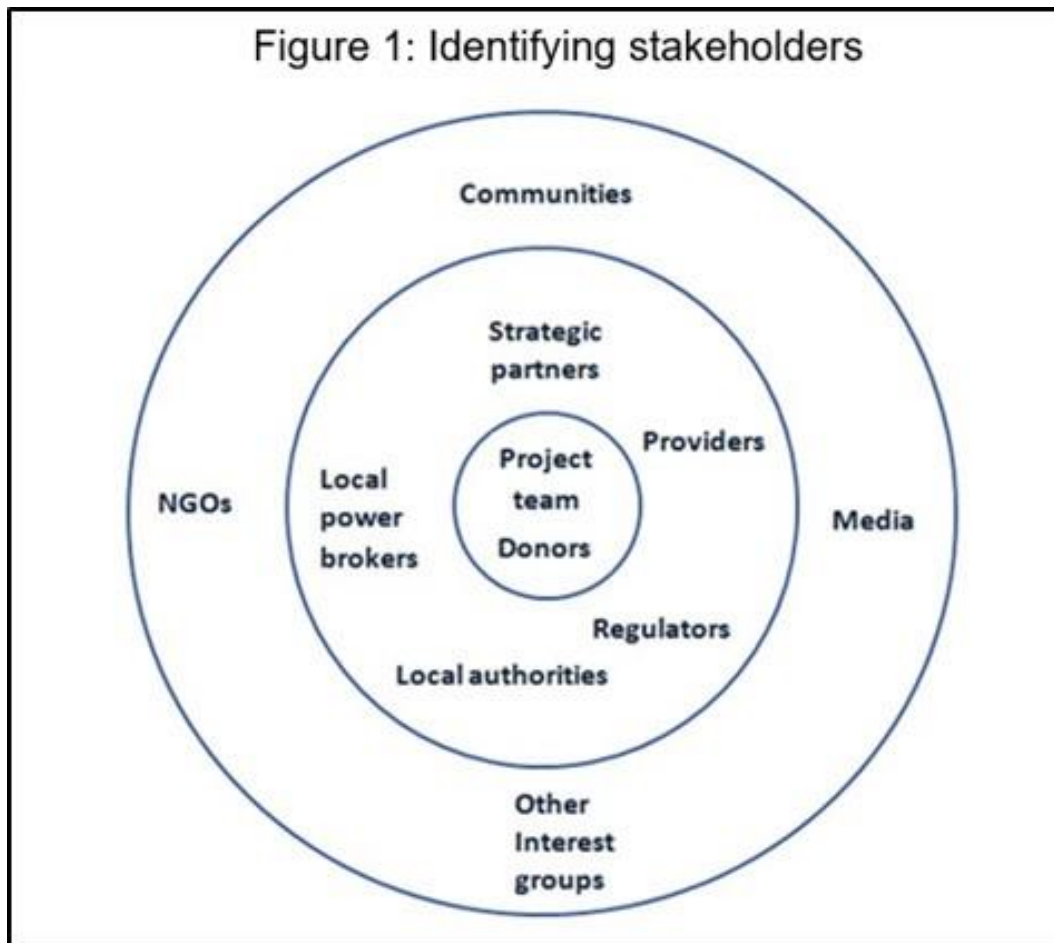 Figure 1: Identifying stakeholders
Communities
Strategic
partners
Providers
Project
team
Donors
Local
power
brokers
NGOs
Media
Regulators
Local authorities
Other
Interest
groups